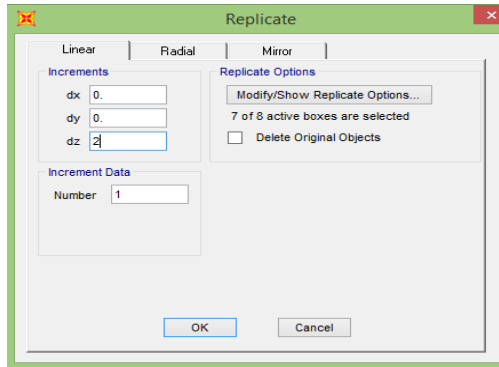 Replicate
Linear
Radial
Mirror
Increments
dx 0.
dy 0.
dz 2
Increment Data
Number 1
Replicate Options
Modify/Show Replicate Options...
7 of 8 active boxes are selected
Delete Original Objects
OK
Cancel